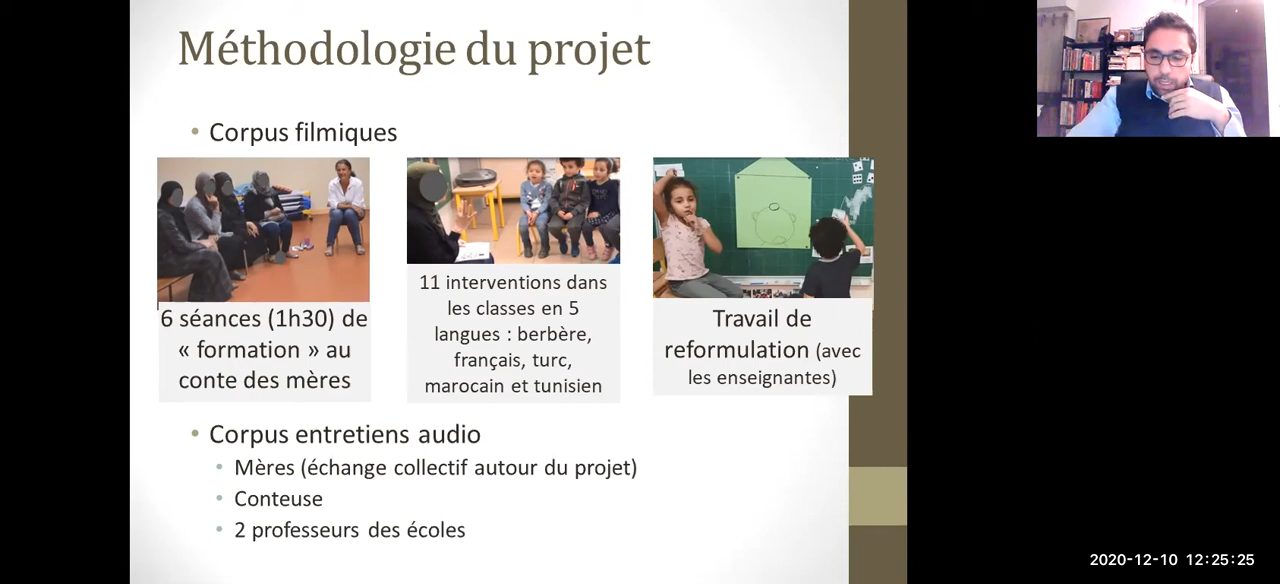 Méthodologie du projet
• Corpus filmiques
6 séances (1h30) de
« formation » au
conte des mères
11 interventions dans
les classes en 5
langues : berbère,
français, turc,
marocain et tunisien
Travail de
reformulation (avec
les enseignantes)
• Corpus entretiens audio
• Mères (échange collectif autour du projet)
• Conteuse
• 2 professeurs des écoles
2020-12-10 12:25:25